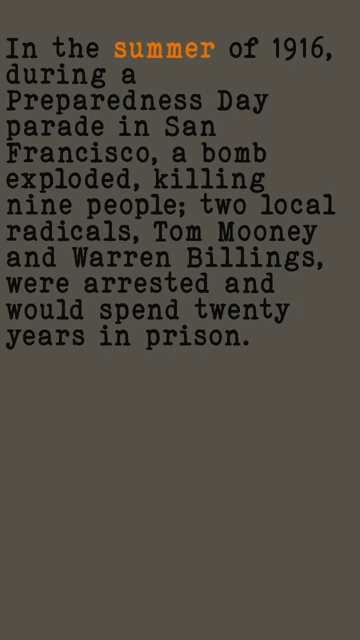 In the summer of 1916,
during a
Preparedness Day
parade in San
Francisco, a bomb
exploded, killing
nine people; two local
radicals, Tom Mooney
and Warren Billings,
were arrested and
would spend twenty
years in prison.